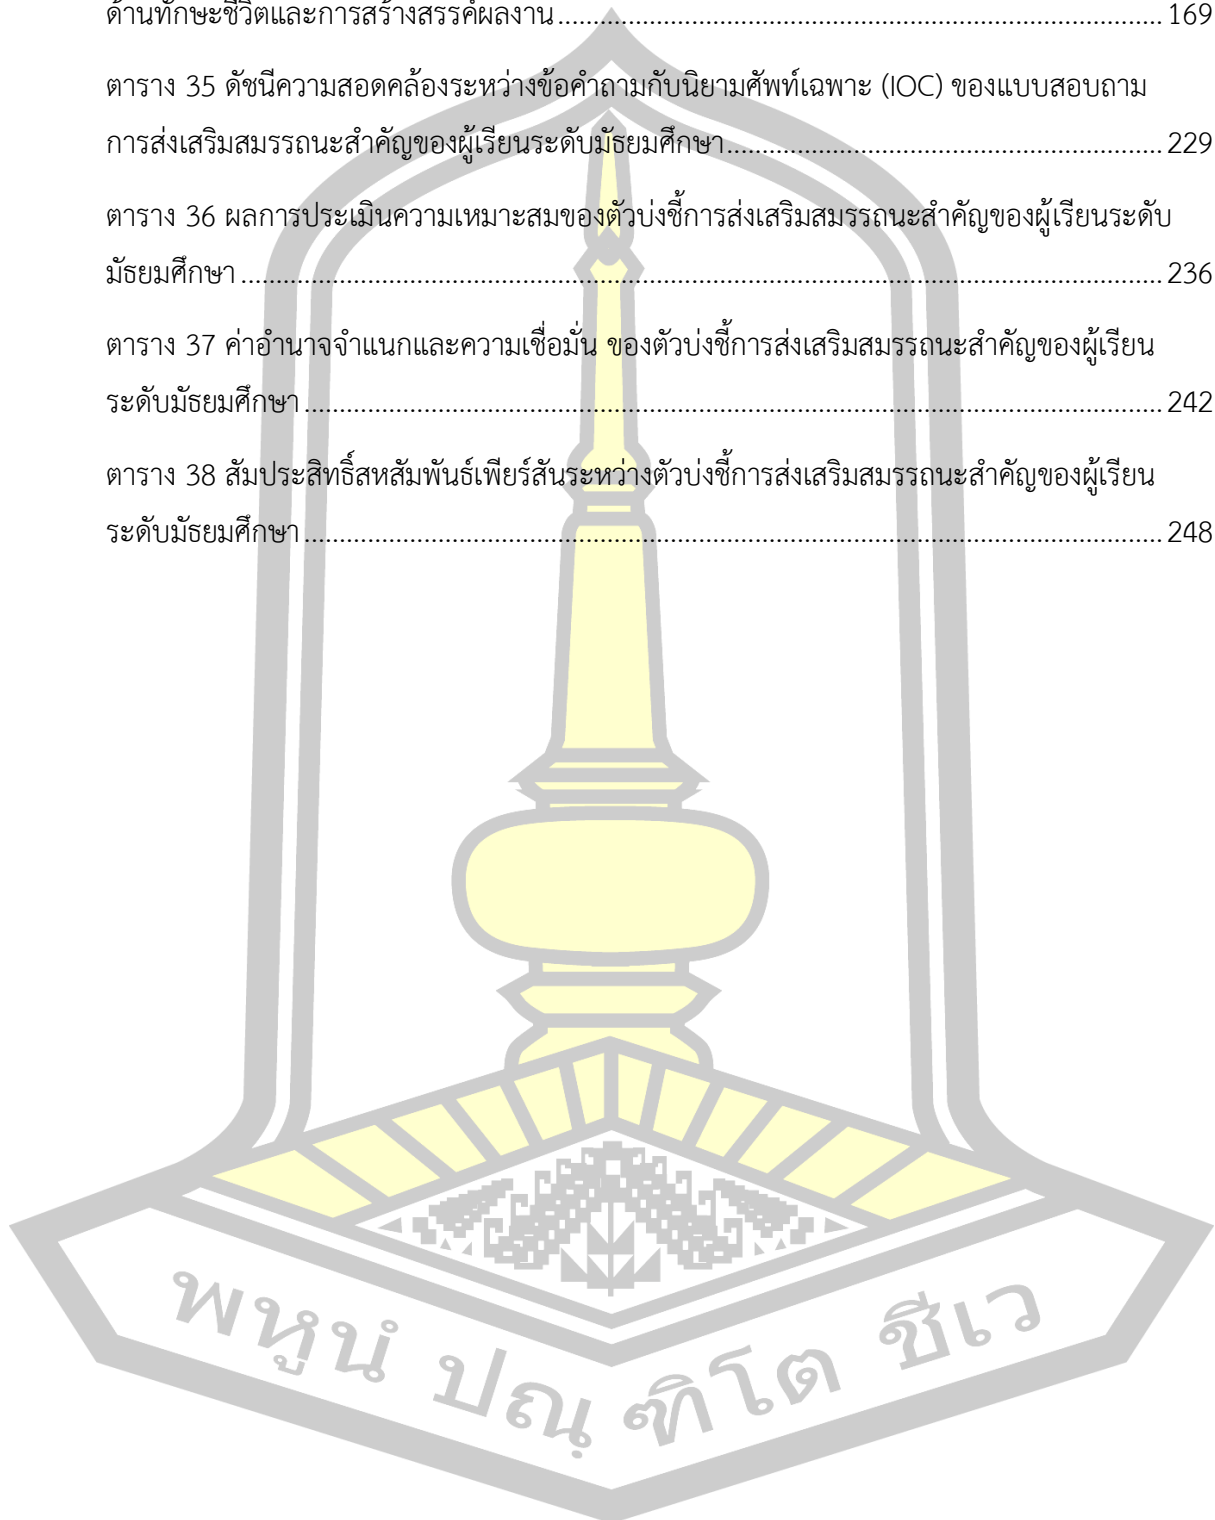 ด้านทักษะชีวิตและการสร้างสรรค์ผลงาน ........................................................................................ 169
ตาราง 35 ดัชนีความสอดคล้องระหว่างข้อคำถามกับนิยามศัพท์เฉพาะ (IOC) ของแบบสอบถาม
การส่งเสริมสมรรถนะสำคัญของผู้เรียนระดับมัธยมศึกษา ................................................................ 229
ตาราง 36 ผลการประเมินความเหมาะสมของตัวบ่งชี้การส่งเสริมสมรรถนะสำคัญของผู้เรียนระดับ
มัธยมศึกษา ........................................................................................................................... 236
ตาราง 37 ค่าอำนาจจำแนกและความเชื่อมั่น ของตัวบ่งชี้การส่งเสริมสมรรถนะสำคัญของผู้เรียน
ระดับมัธยมศึกษา ................................................................................................................... 242
ตาราง 38 สัมประสิทธิ์สหสัมพันธ์เพียร์สันระหว่างตัวบ่งชี้การส่งเสริมสมรรถนะสำคัญของผู้เรียน
ระดับมัธยมศึกษา ................................................................................................................... 248
พหูนํ ปณฺ ฑิโต ชีเว